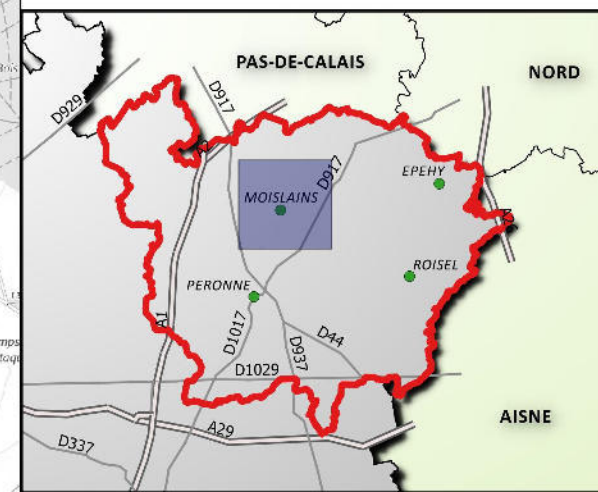 PAS-DE-CALAIS
NORD
D929
D917
A2
D917
EPEHY
MOISLAINS
ROISEL
PERONNE
A1
D1017
D937
D44
D1029
A29
D337
AISNE